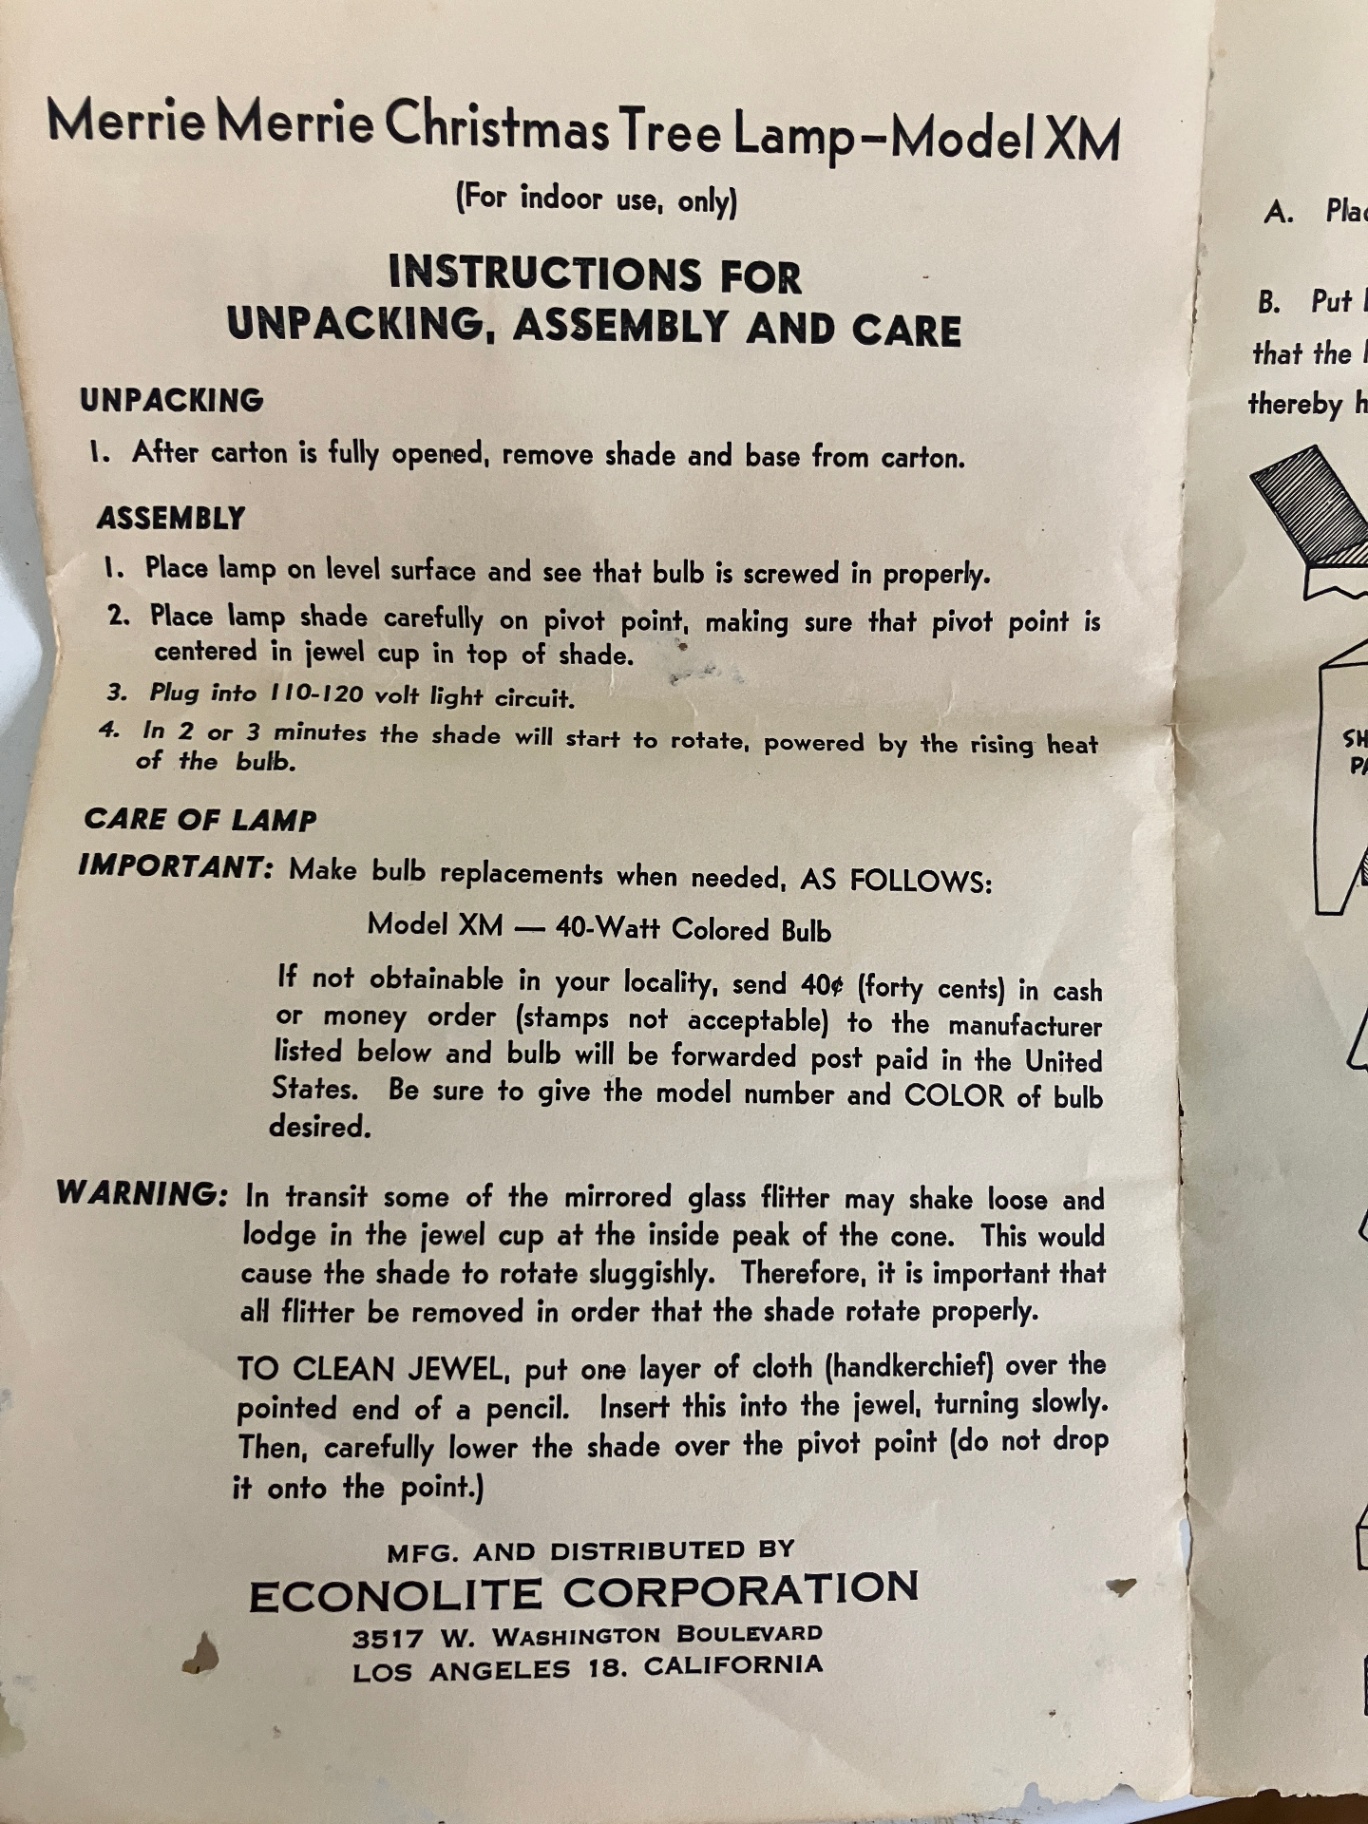 Merrie Merrie Christmas Tree Lamp–Model XM
(For indoor use, only)
INSTRUCTIONS FOR
UNPACKING, ASSEMBLY AND CARE
UNPACKING
1. After carton is fully opened, remove shade and base from carton.
ASSEMBLY
1. Place lamp on level surface and see that bulb is screwed in properly.
2. Place lamp shade carefully on pivot point, making sure that pivot point is
centered in jewel cup in top of shade.
3. Plug into 110-120 volt light circuit.
4. In 2 or 3 minutes the shade will start to rotate, powered by the rising heat
of the bulb.
CARE OF LAMP
IMPORTANT: Make bulb replacements when needed, AS FOLLOWS:
Model XM — 40-Watt Colored Bulb
If not obtainable in your locality, send 40¢ (forty cents) in cash
or money order (stamps not acceptable) to the manufacturer
listed below and bulb will be forwarded post paid in the United
States. Be sure to give the model number and COLOR of bulb
desired.
WARNING: In transit some of the mirrored glass flitter may shake loose and
lodge in the jewel cup at the inside peak of the cone. This would
cause the shade to rotate sluggishly. Therefore, it is important that
all flitter be removed in order that the shade rotate properly.
TO CLEAN JEWEL, put one layer of cloth (handkerchief) over the
pointed end of a pencil. Insert this into the jewel, turning slowly.
Then, carefully lower the shade over the pivot point (do not drop
it onto the point.)
MFG. AND DISTRIBUTED BY
ECONOLITE CORPORATION
3517 W. WASHINGTON BOULEVARD
LOS ANGELES 18. CALIFORNIA
A.
B. Put
that the
thereby